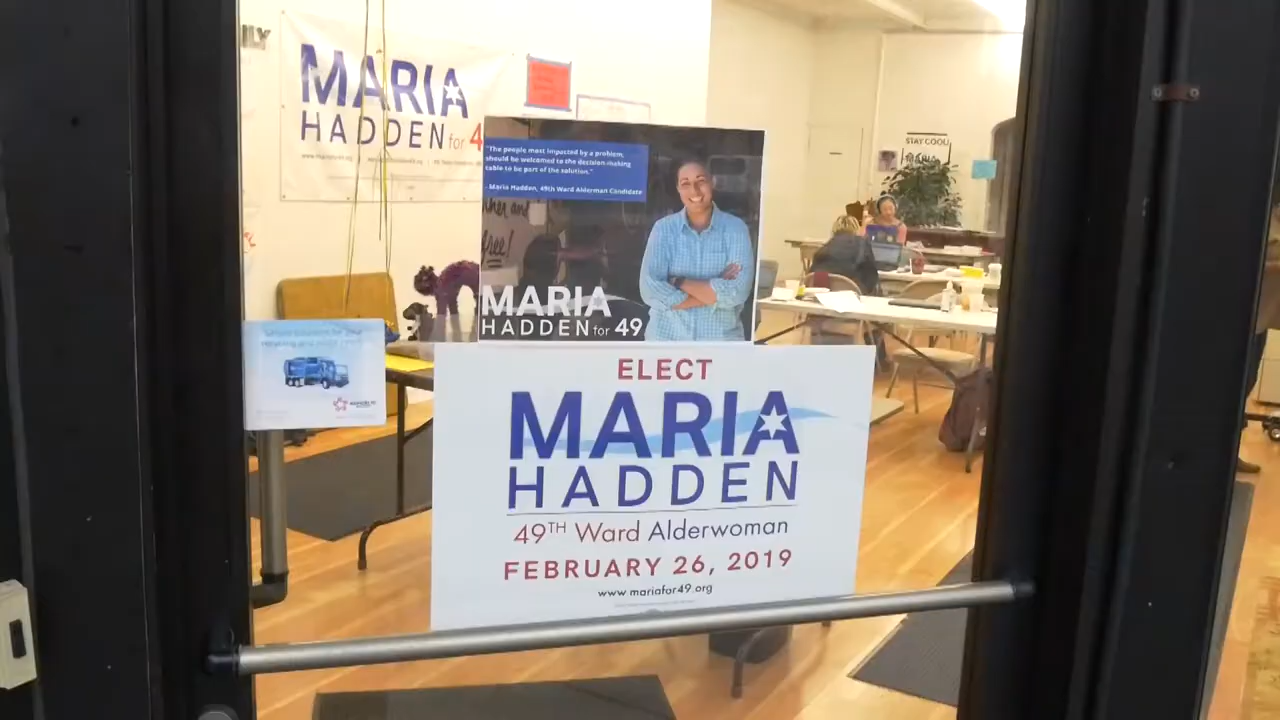 MARIA
HADDEN for 4
"The people most impacted by a problem,
should be welcomed to the decision-making
table to be part of the solution."
- Maria Hadden, 49th Ward Alderman Candidate
free!
MARIA
HADDEN for 49
STAY COOL
MARIA
ELECT
MARIA
HADDEN
49TH Ward Alderwoman
FEBRUARY 26, 2019
www.mariafor49.org